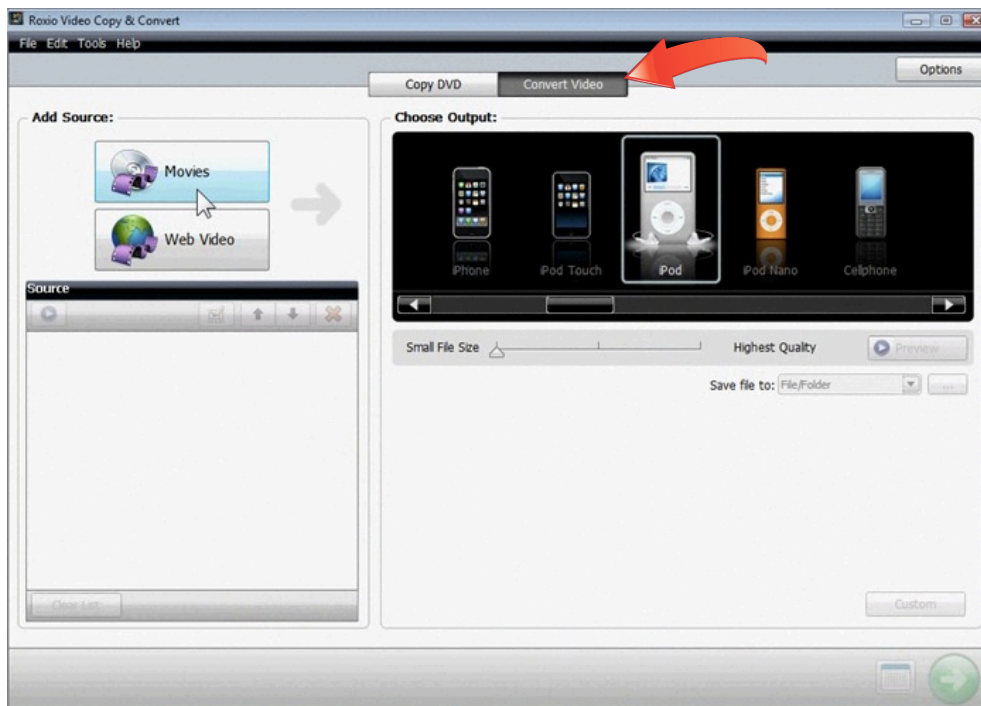 Roxio Video Copy & Convert
File Edit Tools Help
Options
Copy DVD
Convert Video
Add Source:
Movies
Web Video
Source
Clear List
Choose Output:
iPhone
iPod Touch
iPod
iPod Nano
Cellphone
Small File Size
Highest Quality
Preview
Save file to: File/Folder
...
Custom